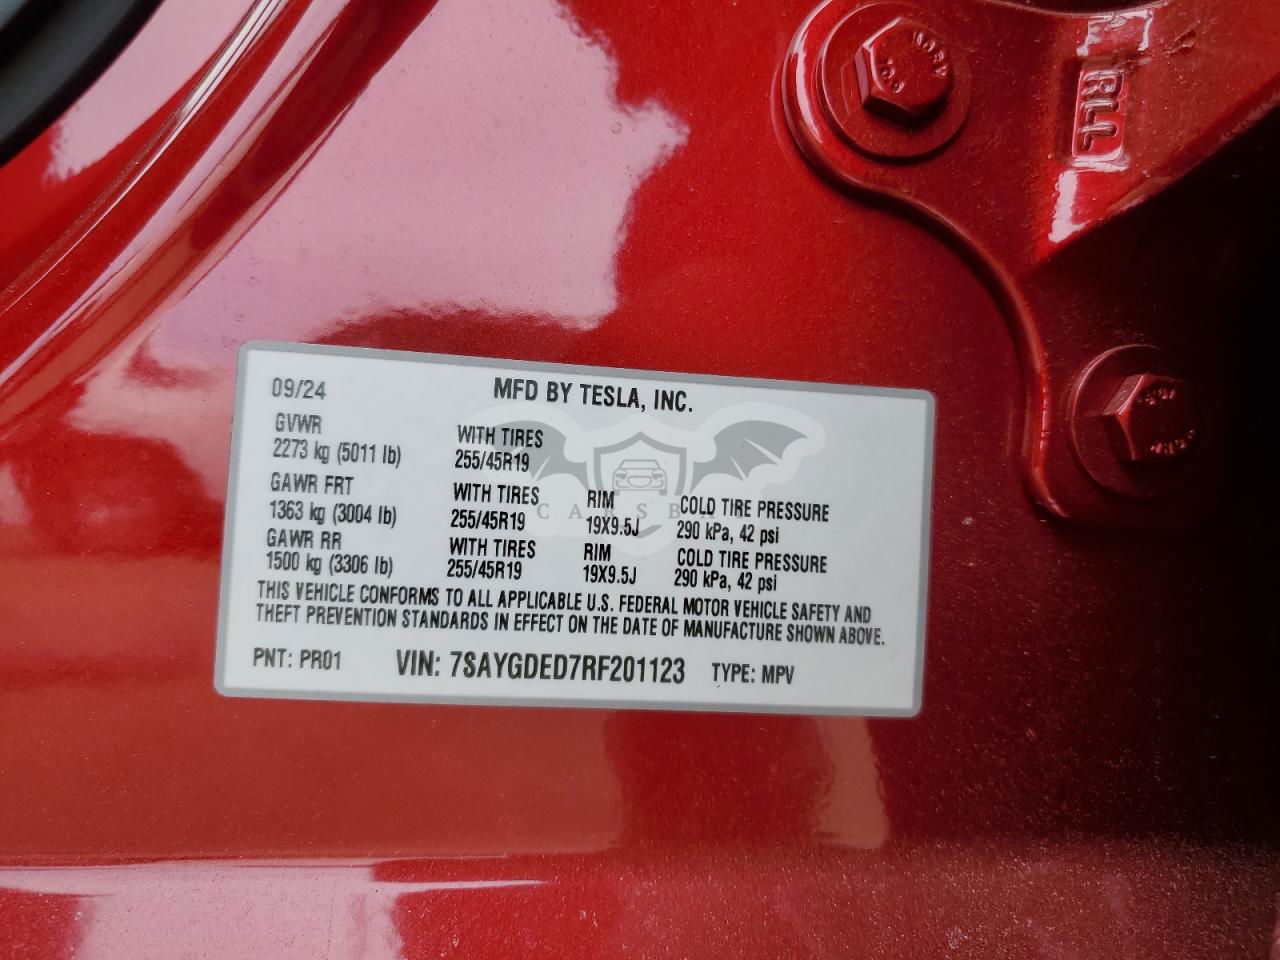 RLL
09/24
MFD BY TESLA, INC.
GVWR
2273 kg (5011 lb)
WITH TIRES
255/45R19
GAWR FRT
1363 kg (3004 lb)
WITH TIRES
255/45R19
RIM
19X9.5J
COLD TIRE PRESSURE
290 kPa, 42 psi
GAWR RR
1500 kg (3306 lb)
WITH TIRES
255/45R19
RIM
19X9.5J
COLD TIRE PRESSURE
290 kPa, 42 psi
THIS VEHICLE CONFORMS TO ALL APPLICABLE U.S. FEDERAL MOTOR VEHICLE SAFETY AND
THEFT PREVENTION STANDARDS IN EFFECT ON THE DATE OF MANUFACTURE SHOWN ABOVE.
PNT: PR01
VIN: 7SAYGDED7RF201123
TYPE: MPV